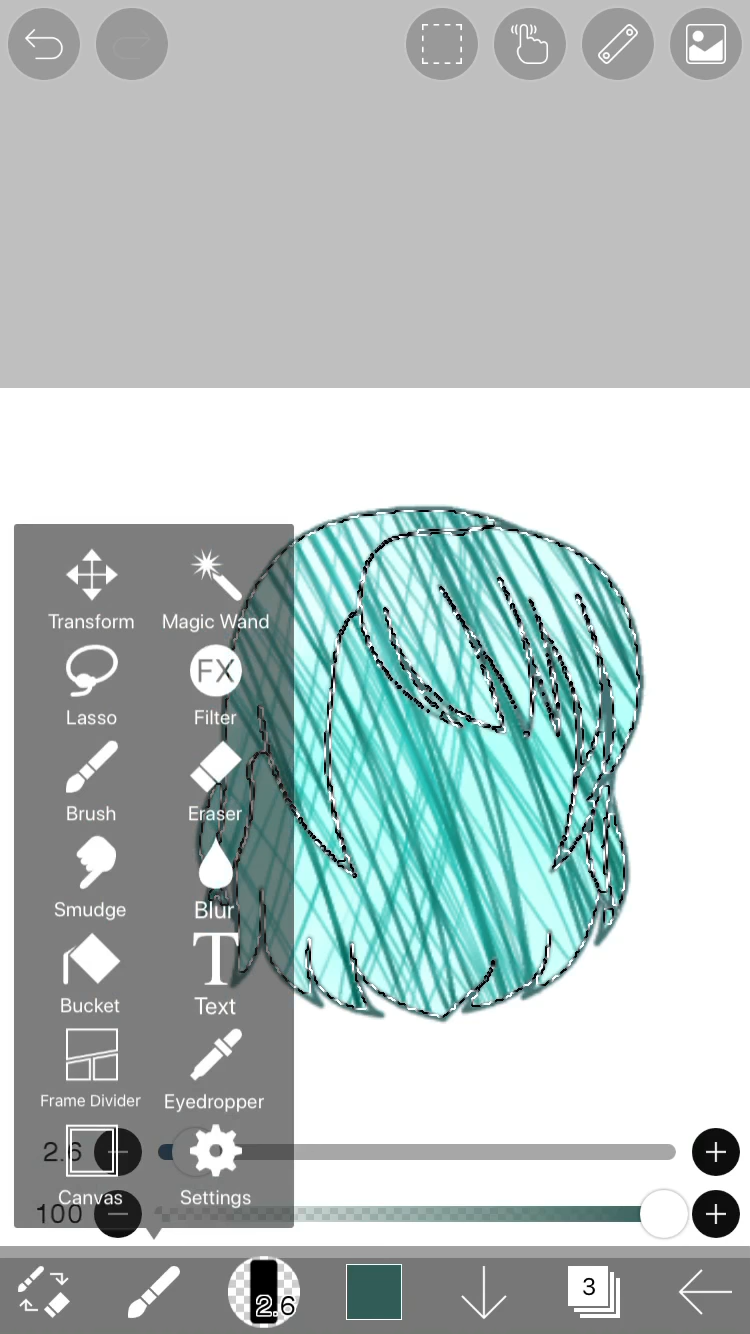 Transform
Magic Wand
Lasso
FX
Filter
Brush
Eraser
Smudge
Blur
Bucket
T
Text
Frame Divider
Eyedropper
2.6
Canvas
Settings
100
2.6
3